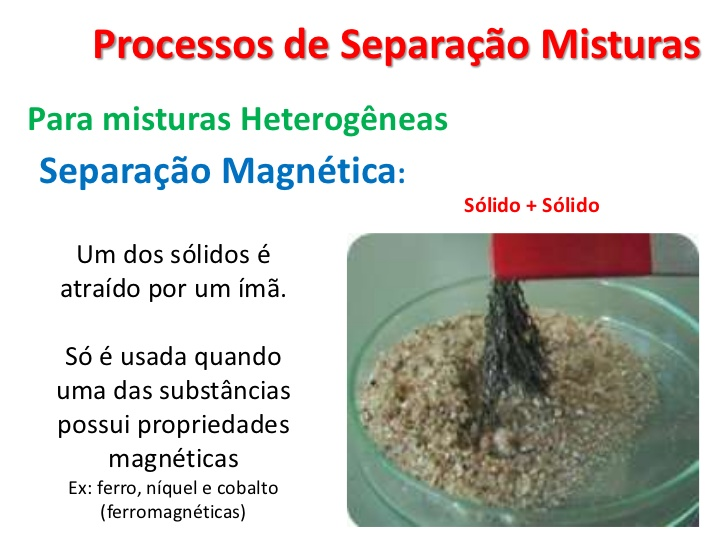 Processos de Separação Misturas
Para misturas Heterogêneas
Separação Magnética:
Sólido + Sólido
Um dos sólidos é
atraído por um ímã.
Só é usada quando
uma das substâncias
possui propriedades
magnéticas
Ex: ferro, níquel e cobalto
(ferromagnéticas)